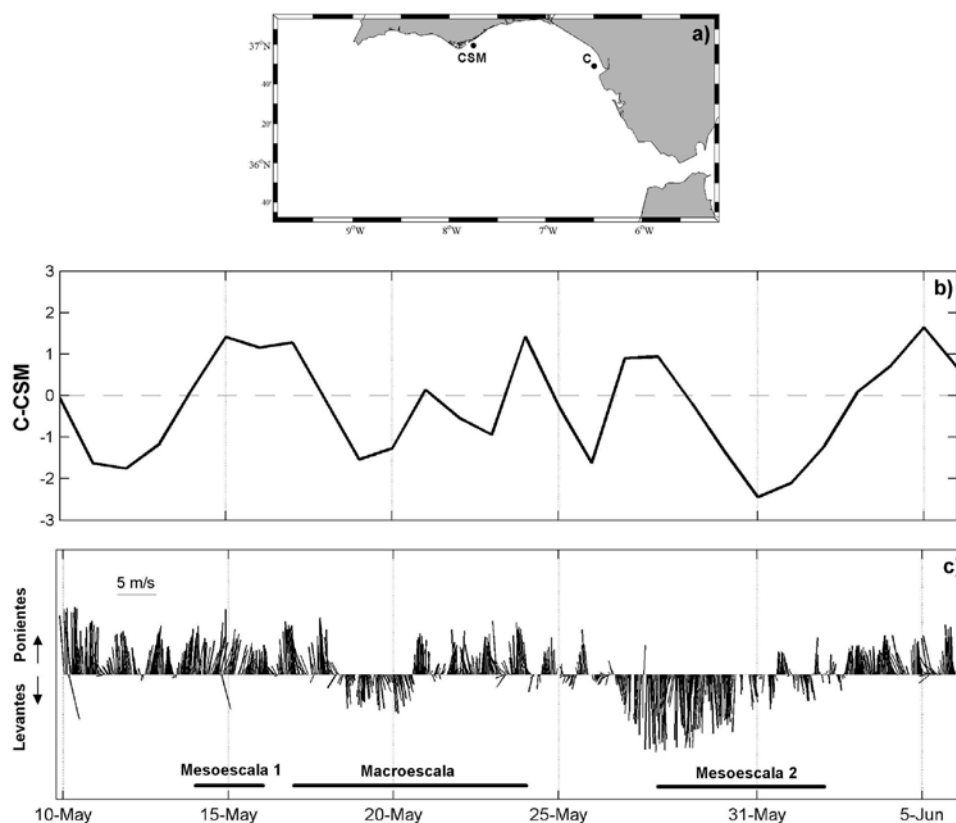 a)
37°N
CSM
C
40'
20'
36°N
40'
9°W 8°W 7°W 6°W
b)
3
2
1
0
-1
-2
-3
C-CSM
c)
5 m/s
Ponientes
Levantes
Mesoescala 1 Macroescala Mesoescala 2
10-May 15-May 20-May 25-May 31-May 5-Jun